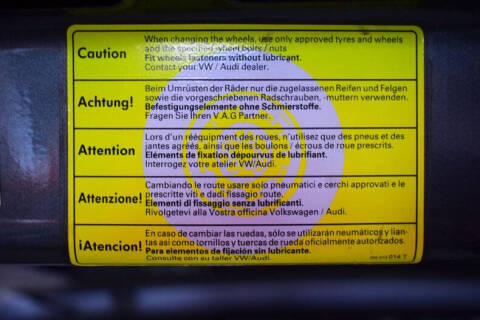 Caution
When changing the wheels, use only approved tyres and wheels
and the specified wheel bolts / nuts
Fit wheels fasteners without lubricant.
Contact your VW / Audi dealer.
Achtung!
Beim Umrüsten der Räder nur die zugelassenen Reifen und Felgen
sowie die vorgeschriebenen Radschrauben, -muttern verwenden.
Befestigungselemente ohne Schmierstoffe.
Fragen Sie Ihren V.A.G Partner.
Attention
Lors d'un rééquipment des roues, n'utilisez que des pneus et des
jantes agréés, ainsi que les boulons / écrous de roue prescrits.
Eléments de fixation dépourvus de lubrifiant.
Interrogez votre atelier VW/Audi.
Attenzione!
Cambiando le route usare solo pneumatici e cerchi approvati e le
prescritte viti e dadi fissagio route.
Elementi di fissaggio senza lubrificanti.
Rivolgetevi alla Vostra officina Volkswagen / Audi.
¡Atencion!
En caso de cambiar las ruedas, sólo se utilizarán neumáticos y llan-
tas asi como tornillos y tuercas de rueda oficialmente autorizados.
Para elementos de fijación sin lubricante.
Consulte con su taller VW/Audi.
014 T